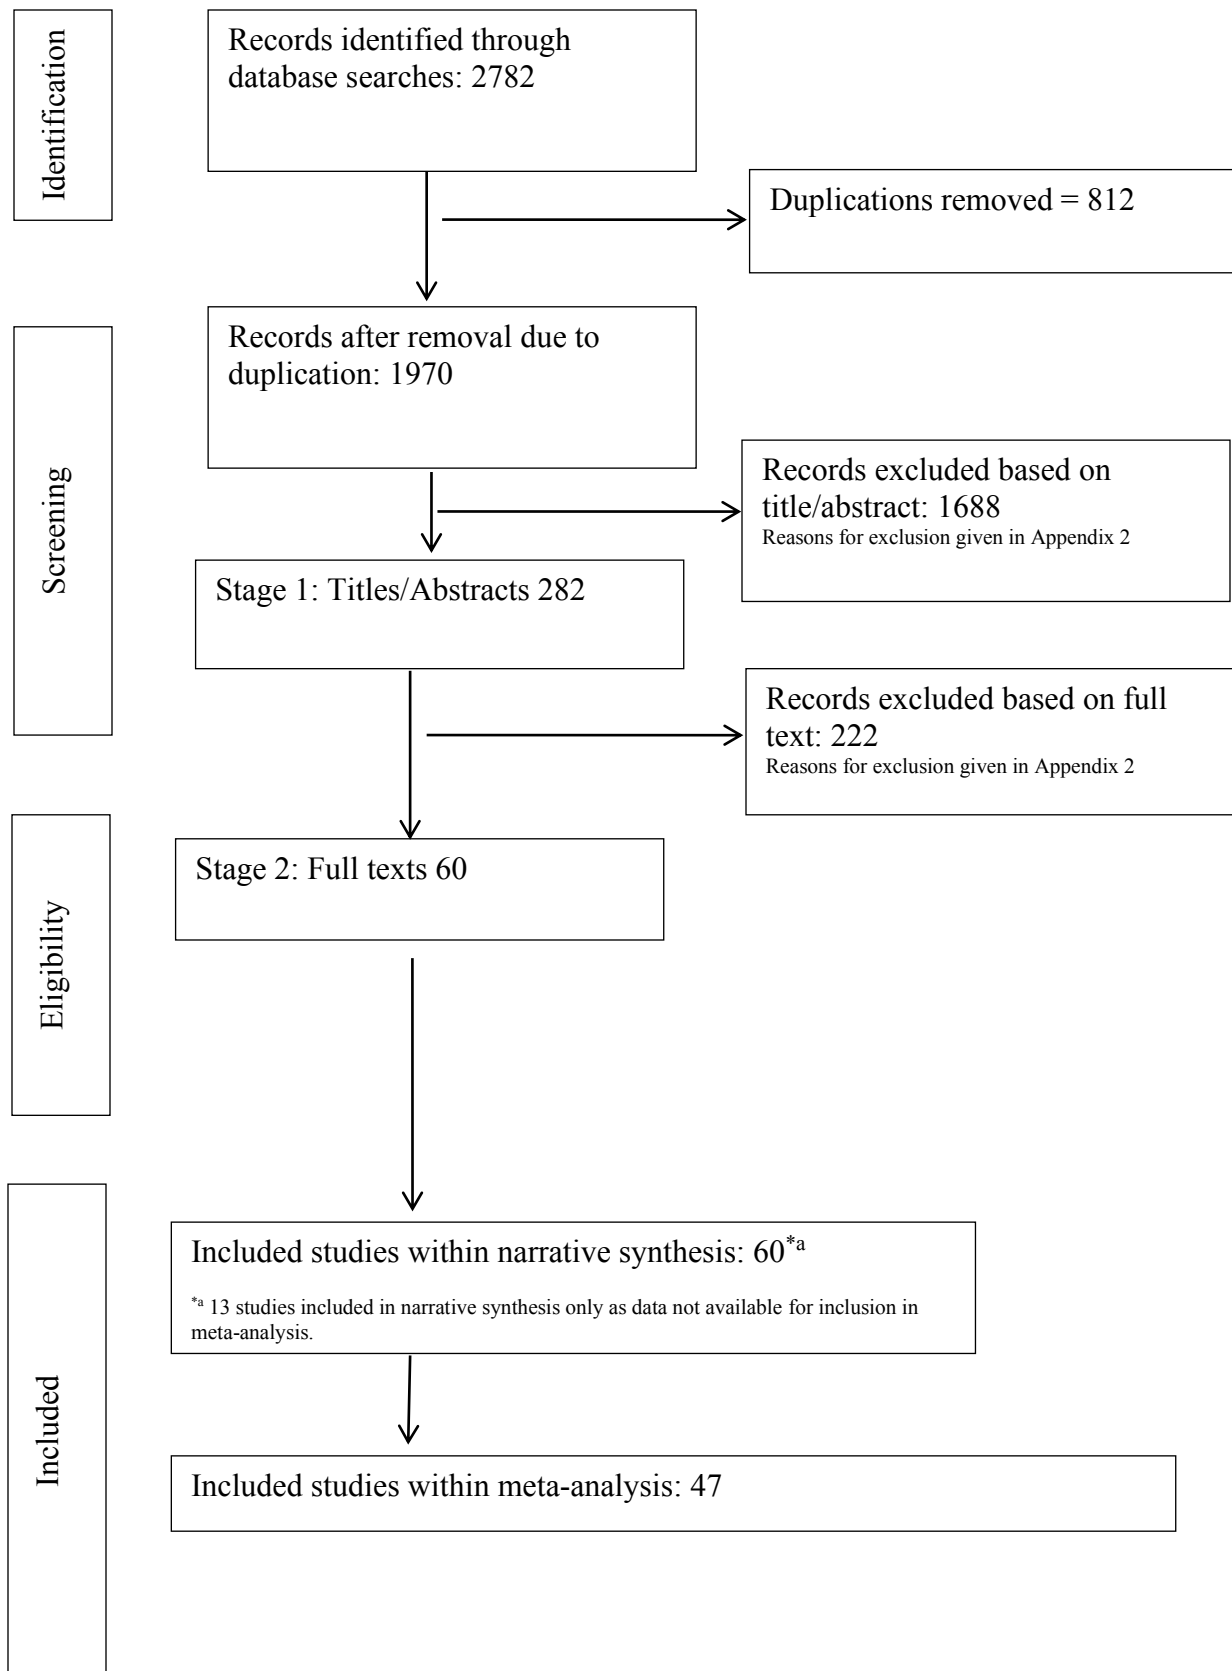 Identification
Records identified through
database searches: 2782
Duplications removed = 812
Screening
Records after removal due to
duplication: 1970
Records excluded based on
title/abstract: 1688
Reasons for exclusion given in Appendix 2
Stage 1: Titles/Abstracts 282
Records excluded based on full
text: 222
Reasons for exclusion given in Appendix 2
Eligibility
Stage 2: Full texts 60
Included
Included studies within narrative synthesis: 60*a
*a 13 studies included in narrative synthesis only as data not available for inclusion in
meta-analysis.
Included studies within meta-analysis: 47